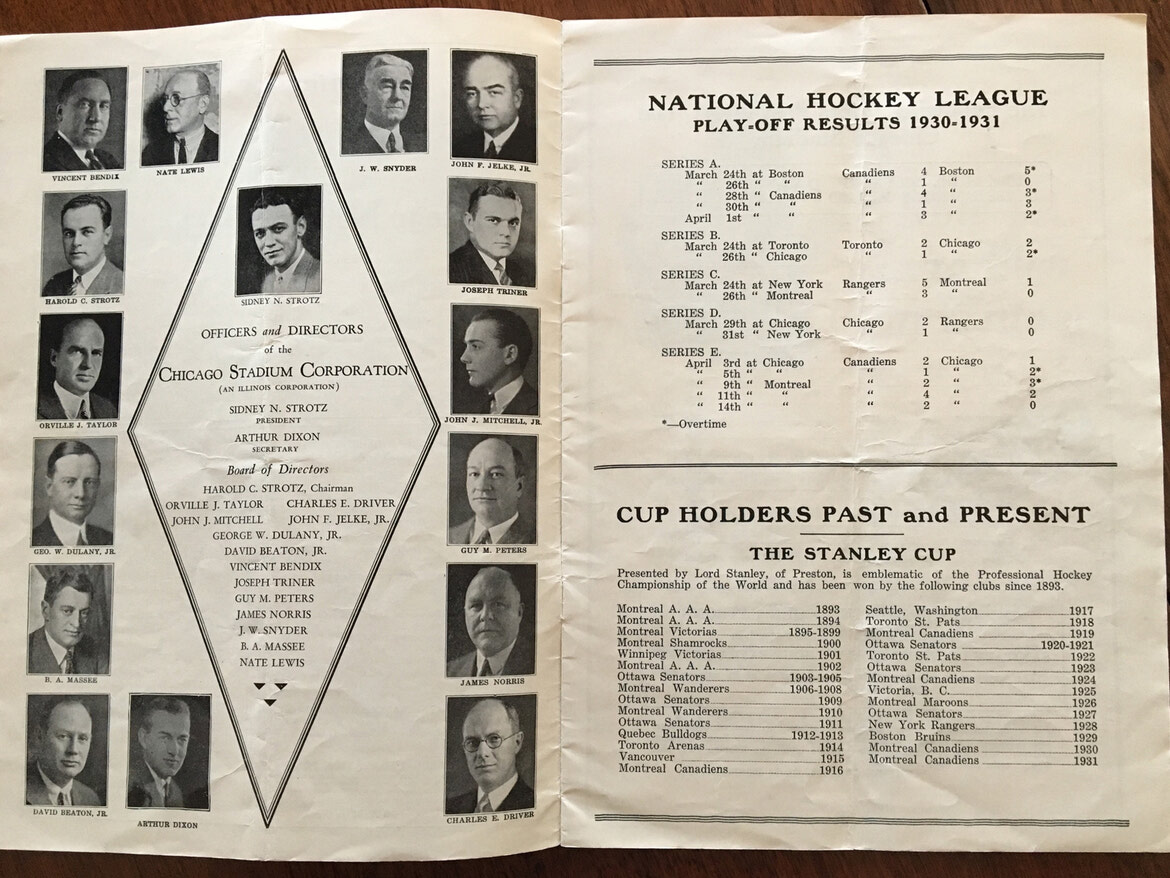 VINCENT BENDIX
NATE LEWIS
J. W. SNYDER
JOHN F. JELKE, JR.
HAROLD C. STROTZ
SIDNEY N. STROTZ
JOSEPH TRINER
ORVILLE J. TAYLOR
JOHN J. MITCHELL, JR.
GEO. W. DULANY, JR.
GUY M. PETERS
B. A. MASSEE
JAMES NORRIS
DAVID BEATON, JR.
ARTHUR DIXON
CHARLES E. DRIVER
OFFICERS and DIRECTORS
of the
CHICAGO STADIUM CORPORATION
(AN ILLINOIS CORPORATION)
SIDNEY N. STROTZ
PRESIDENT
ARTHUR DIXON
SECRETARY
Board of Directors
HAROLD C. STROTZ, Chairman
ORVILLE J. TAYLOR CHARLES E. DRIVER
JOHN J. MITCHELL JOHN F. JELKE, JR.
GEORGE W. DULANY, JR.
DAVID BEATON, JR.
VINCENT BENDIX
JOSEPH TRINER
GUY M. PETERS
JAMES NORRIS
J. W. SNYDER
B. A. MASSEE
NATE LEWIS
NATIONAL HOCKEY LEAGUE
PLAY-OFF RESULTS 1930-1931
SERIES A.
March 24th at Boston Canadiens 4 Boston 5*
" 26th " " " 1 " 0
" 28th " Canadiens " 4 " 3*
" 30th " " " 1 " 3
April 1st " " " 3 " 2*
SERIES B.
March 24th at Toronto Toronto 2 Chicago 2
" 26th " Chicago " 1 " 2*
SERIES C.
March 24th at New York Rangers 5 Montreal 1
" 26th " Montreal " 3 " 0
SERIES D.
March 29th at Chicago Chicago 2 Rangers 0
" 31st " New York " 1 " 0
SERIES E.
April 3rd at Chicago Canadiens 2 Chicago 1
" 5th " " " 1 " 2*
" 9th " Montreal " 2 " 3*
" 11th " " " 4 " 2
" 14th " " " 2 " 0
*—Overtime
CUP HOLDERS PAST and PRESENT
THE STANLEY CUP
Presented by Lord Stanley, of Preston, is emblematic of the Professional Hockey
Championship of the World and has been won by the following clubs since 1893.
Montreal A. A. A. 1893
Montreal A. A. A. 1894
Montreal Victorias 1895-1899
Montreal Shamrocks 1900
Winnipeg Victorias 1901
Montreal A. A. A. 1902
Ottawa Senators 1903-1905
Montreal Wanderers 1906-1908
Ottawa Senators 1909
Montreal Wanderers 1910
Ottawa Senators 1911
Quebec Bulldogs 1912-1913
Toronto Arenas 1914
Vancouver 1915
Montreal Canadiens 1916
Seattle, Washington 1917
Toronto St. Pats 1918
Montreal Canadiens 1919
Ottawa Senators 1920-1921
Toronto St. Pats 1922
Ottawa Senators 1923
Montreal Canadiens 1924
Victoria, B. C. 1925
Montreal Maroons 1926
Ottawa Senators 1927
New York Rangers 1928
Boston Bruins 1929
Montreal Canadiens 1930
Montreal Canadiens 1931